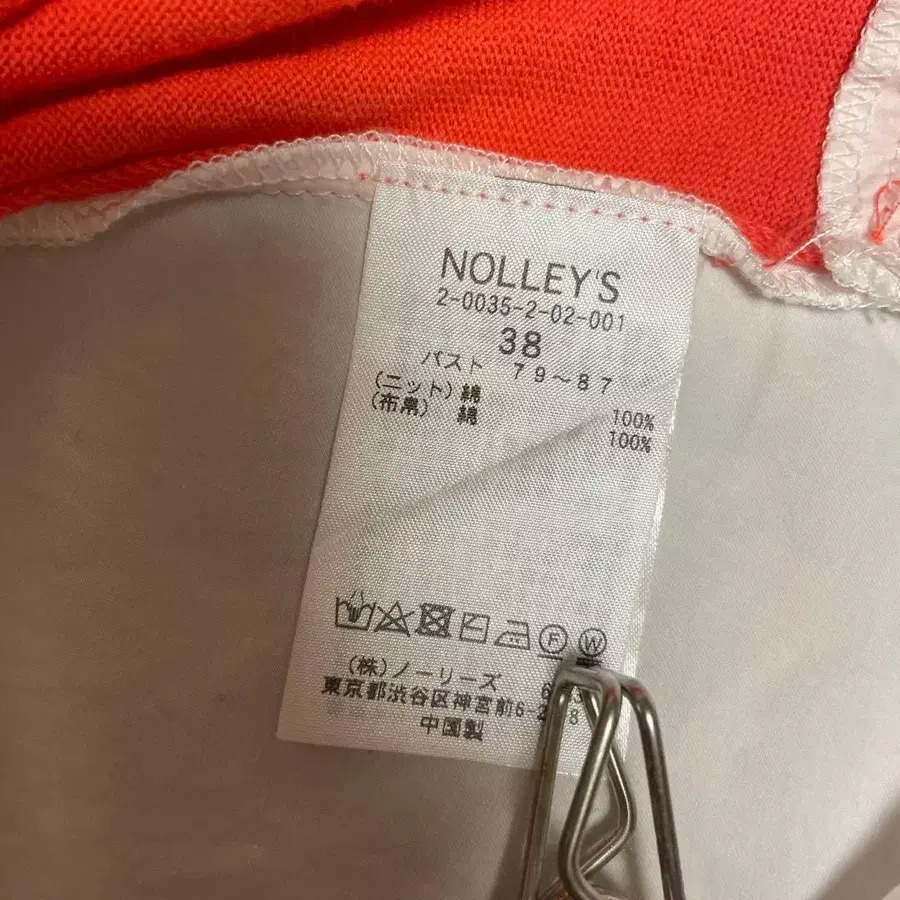 NOLLEY'S
2-0035-2-02-001
38
バスト 79～87
(ニット) 綿 100%
(布帛) 綿 100%
F W
(株)ノーリーズ
東京都渋谷区神宮前6-
中国製